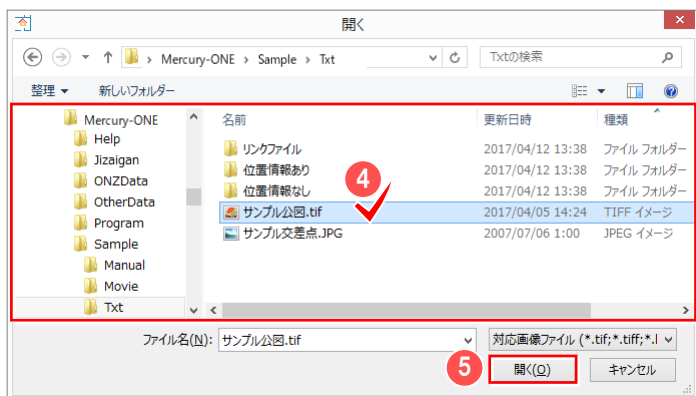 開く
Mercury-ONE › Sample › Txt
Txtの検索
整理
新しいフォルダー
Mercury-ONE
Help
Jizaigan
ONZData
OtherData
Program
Sample
Manual
Movie
Txt
名前 更新日時 種類
リンクファイル 2017/04/12 13:38 ファイル フォルダー
位置情報あり 2017/04/12 13:38 ファイル フォルダー
位置情報なし 2017/04/12 13:38 ファイル フォルダー
サンプル公図.tif 2017/04/05 14:24 TIFF イメージ
サンプル交差点.JPG 2007/07/06 1:00 JPEG イメージ
4
ファイル名(N): サンプル公図.tif
対応画像ファイル (*.tif;*.tiff;*.l
5
開く(O)
キャンセル